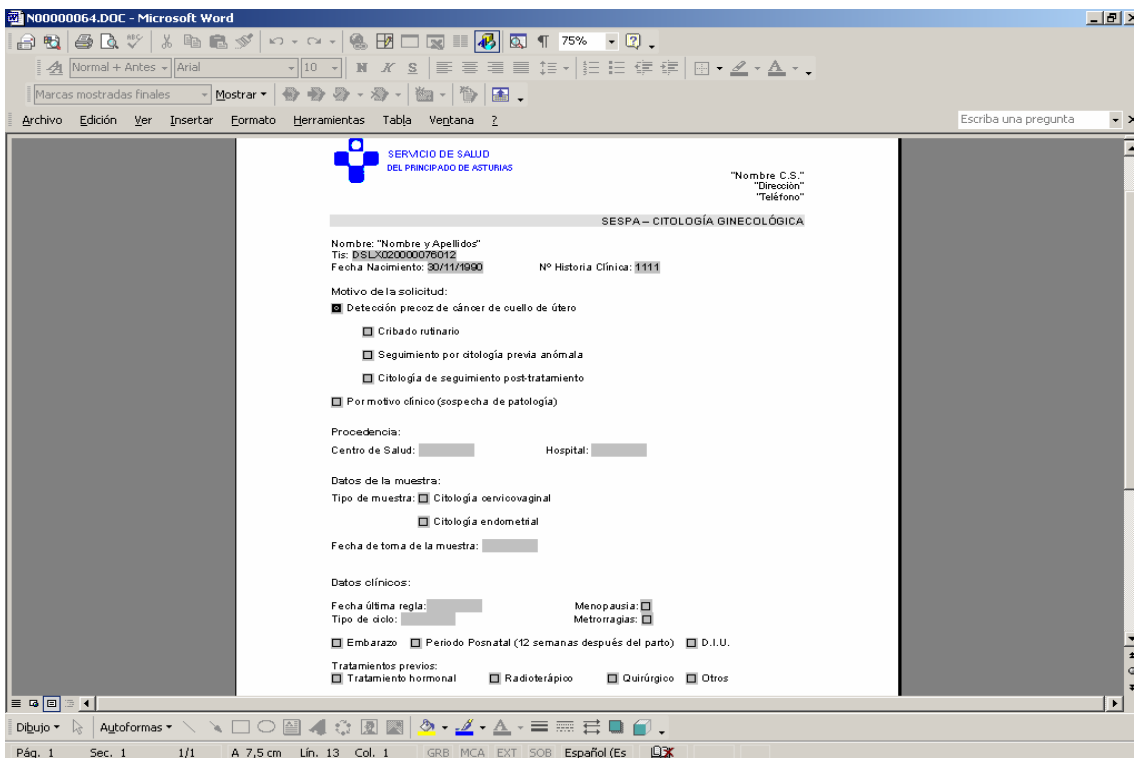 N00000064.DOC - Microsoft Word
75%
Normal + Antes Arial 10 N K S
Marcas mostradas finales Mostrar
Archivo Edición Ver Insertar Formato Herramientas Tabla Ventana ? Escriba una pregunta
SERVICIO DE SALUD
DEL PRINCIPADO DE ASTURIAS
"Nombre C.S."
"Dirección"
"Teléfono"
SESPA – CITOLOGÍA GINECOLÓGICA
Nombre: "Nombre y Apellidos"
Tis: DSLX020000076012
Fecha Nacimiento: 30/11/1990 Nº Historia Clínica: 1111
Motivo de la solicitud:
Detección precoz de cáncer de cuello de útero
Cribado rutinario
Seguimiento por citología previa anómala
Citología de seguimiento post-tratamiento
Por motivo clínico (sospecha de patología)
Procedencia:
Centro de Salud: Hospital:
Datos de la muestra:
Tipo de muestra: Citología cervicovaginal
Citología endometrial
Fecha de toma de la muestra:
Datos clínicos:
Fecha última regla: Menopausia:
Tipo de ciclo: Metrorragias:
Embarazo Periodo Posnatal (12 semanas después del parto) D.I.U.
Tratamientos previos:
Tratamiento hormonal Radioterápico Quirúrgico Otros
Dibujo Autoformas
Pág. 1 Sec. 1 1/1 A 7,5 cm Lín. 13 Col. 1 GRB MCA EXT SOB Español (Es